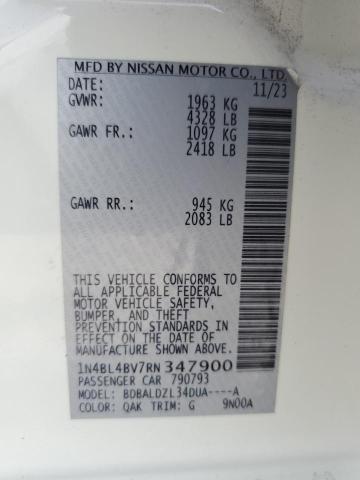 MFD BY NISSAN MOTOR CO., LTD.
DATE: 11/23
GVWR: 1963 KG
4328 LB
GAWR FR: 1097 KG
2418 LB
GAWR RR: 945 KG
2083 LB
THIS VEHICLE CONFORMS TO
ALL APPLICABLE FEDERAL
MOTOR VEHICLE SAFETY,
BUMPER, AND THEFT
PREVENTION STANDARDS IN
EFFECT ON THE DATE OF
MANUFACTURE SHOWN ABOVE.
1N4BL4BV7RN347900
PASSENGER CAR 790793
MODEL: BDBALDZL34DUA----A
COLOR: QAK TRIM: G 9N00A